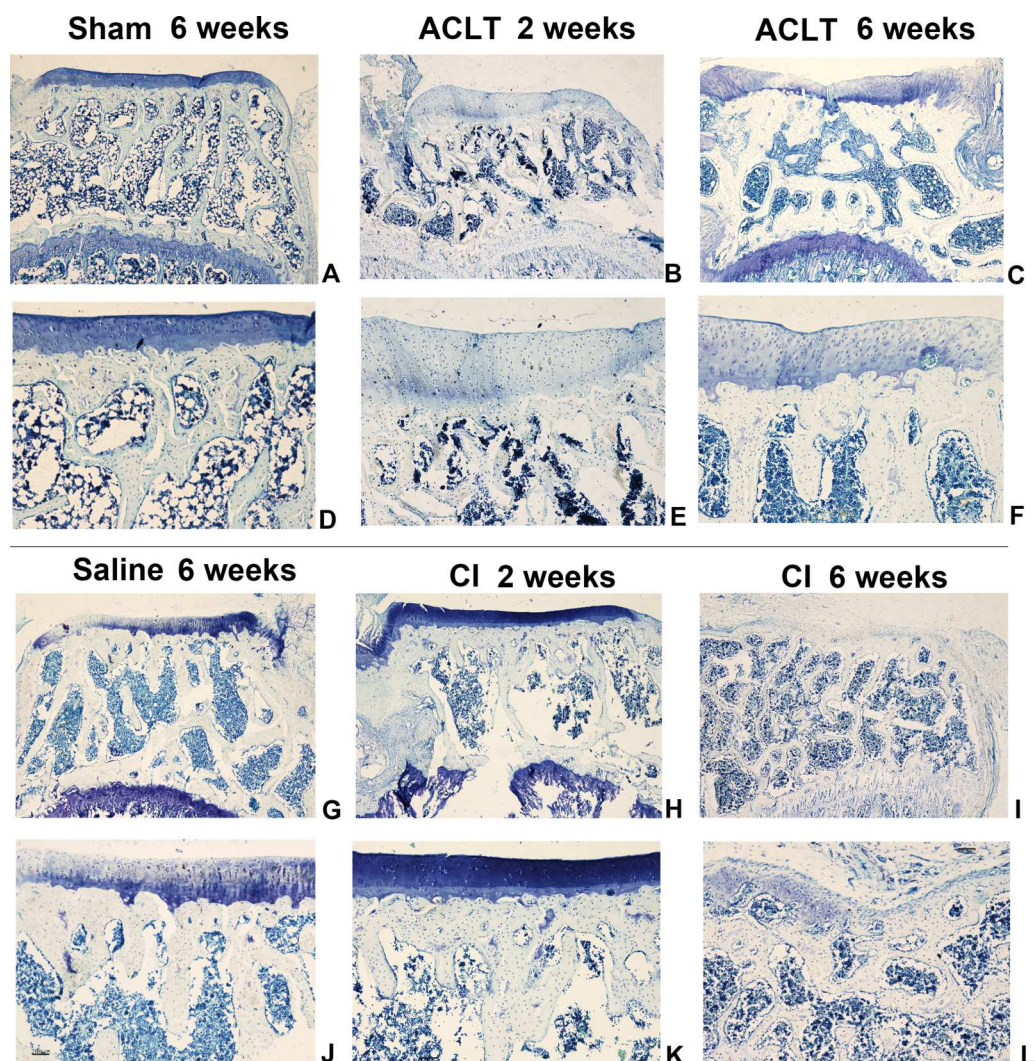 Sham 6 weeks ACLT 2 weeks ACLT 6 weeks
A B C
D E F
Saline 6 weeks CI 2 weeks CI 6 weeks
G H I
J K